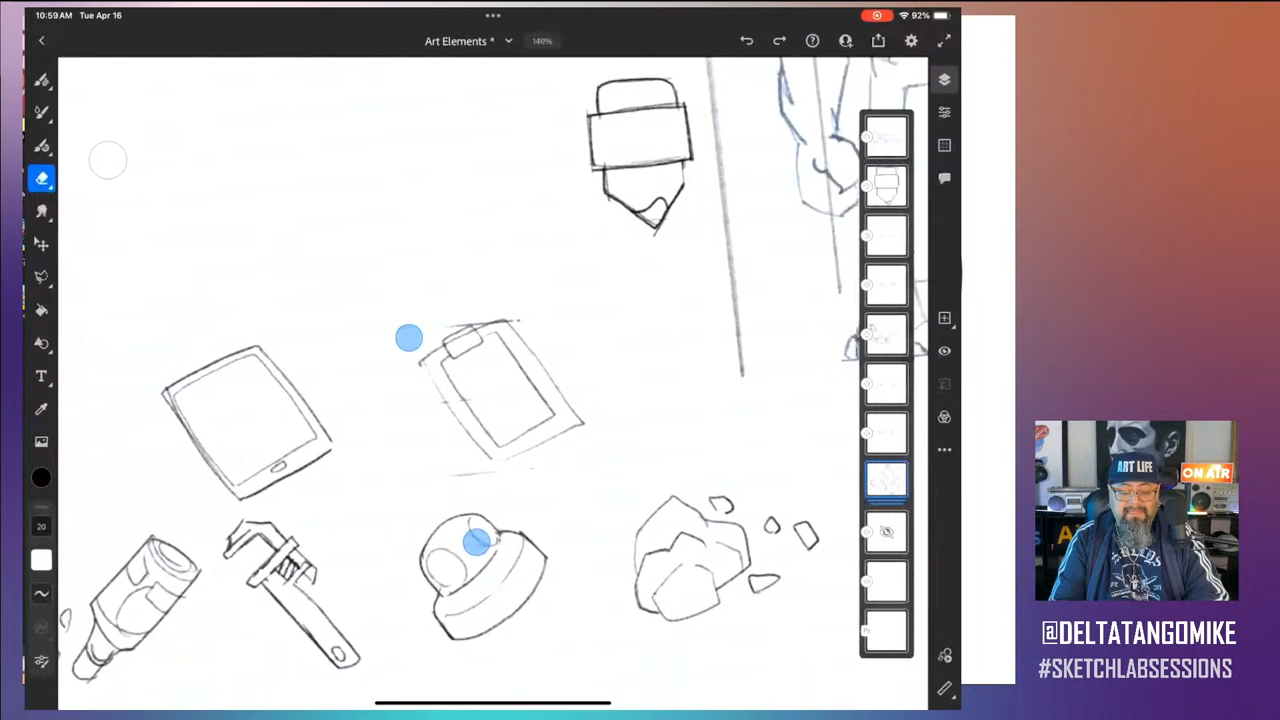 10:59 AM Tue Apr 16
92%
Art Elements *
140%
T
20
ART LIFE
ON AIR
@DELTATANGOMIKE
#SKETCHLABSESSIONS